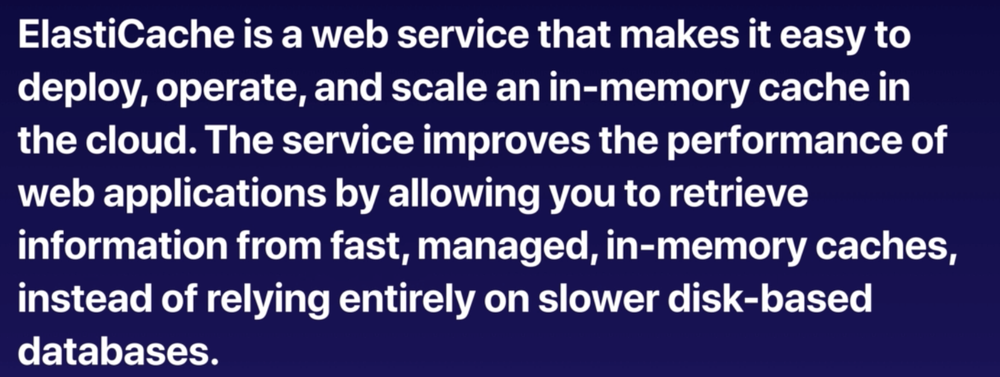 ElastiCache is a web service that makes it easy to
deploy, operate, and scale an in-memory cache in
the cloud. The service improves the performance of
web applications by allowing you to retrieve
information from fast, managed, in-memory caches,
instead of relying entirely on slower disk-based
databases.